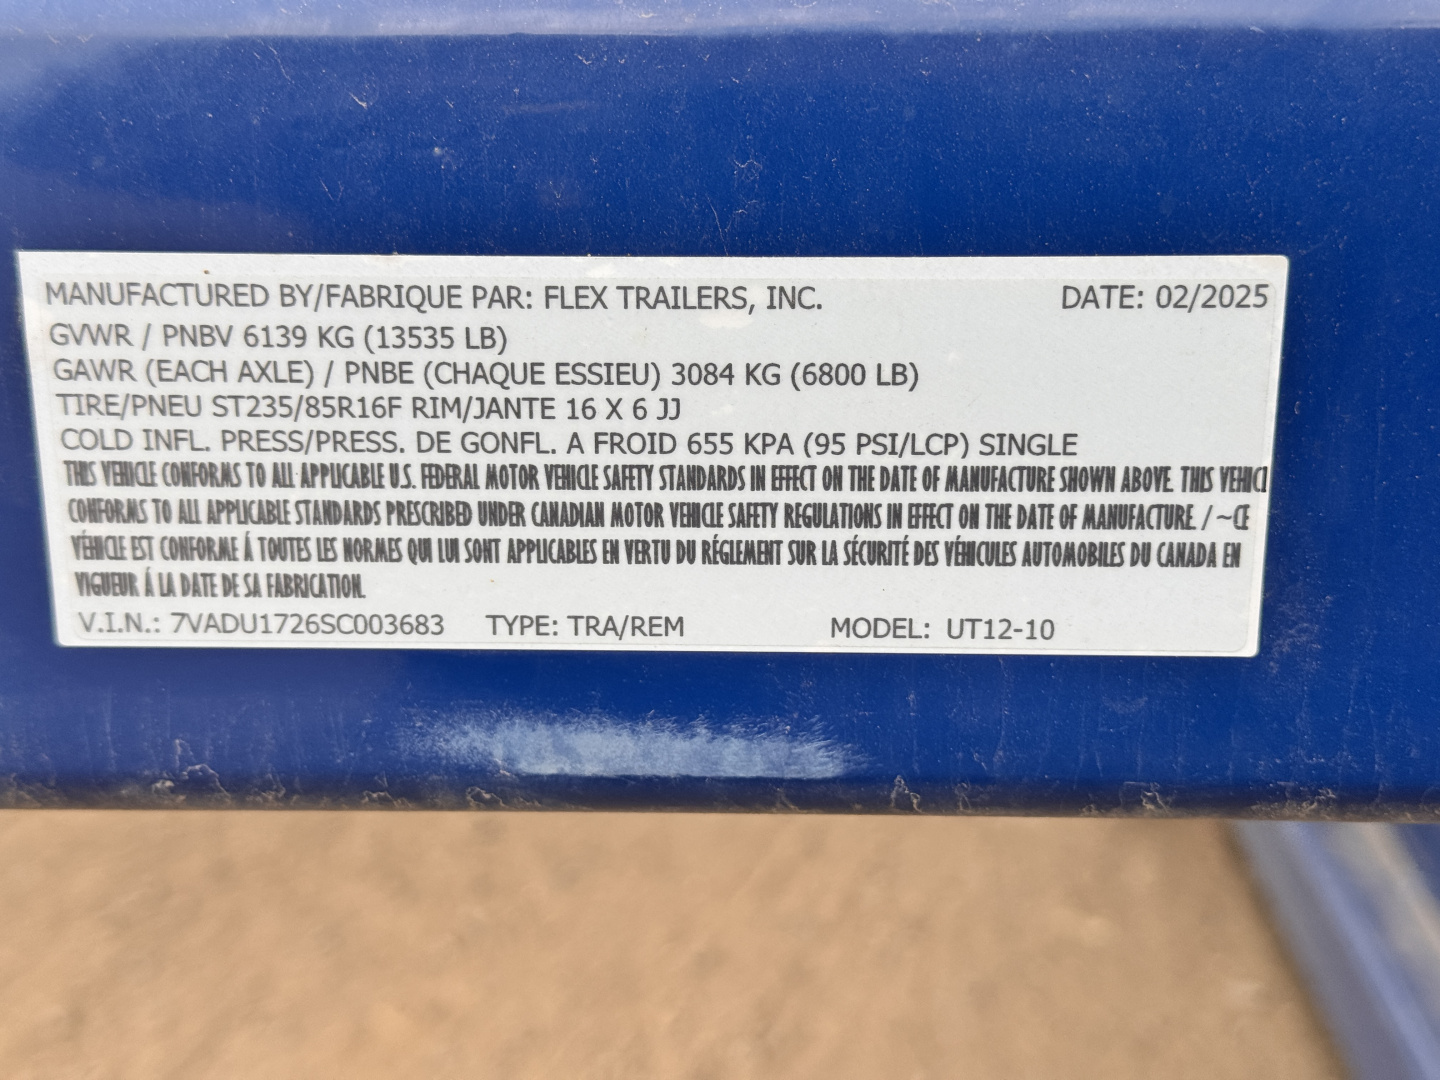 MANUFACTURED BY/FABRIQUE PAR: FLEX TRAILERS, INC. DATE: 02/2025
GVWR / PNBV 6139 KG (13535 LB)
GAWR (EACH AXLE) / PNBE (CHAQUE ESSIEU) 3084 KG (6800 LB)
TIRE/PNEU ST235/85R16F RIM/JANTE 16 X 6 JJ
COLD INFL. PRESS/PRESS. DE GONFL. A FROID 655 KPA (95 PSI/LCP) SINGLE
THIS VEHICLE CONFORMS TO ALL APPLICABLE U.S. FEDERAL MOTOR VEHICLE SAFETY STANDARDS IN EFFECT ON THE DATE OF MANUFACTURE SHOWN ABOVE. THIS VEHICL
CONFORMS TO ALL APPLICABLE STANDARDS PRESCRIBED UNDER CANADIAN MOTOR VEHICLE SAFETY REGULATIONS IN EFFECT ON THE DATE OF MANUFACTURE. / ~CE
VÉHICLE EST CONFORME Á TOUTES LES NORMES QUI LUI SONT APPLICABLES EN VERTU DU RÉGLEMENT SUR LA SÉCURITÉ DES VÉHICULES AUTOMOBILES DU CANADA EN
VIGUEUR Á LA DATE DE SA FABRICATION.
V.I.N.: 7VADU1726SC003683 TYPE: TRA/REM MODEL: UT12-10